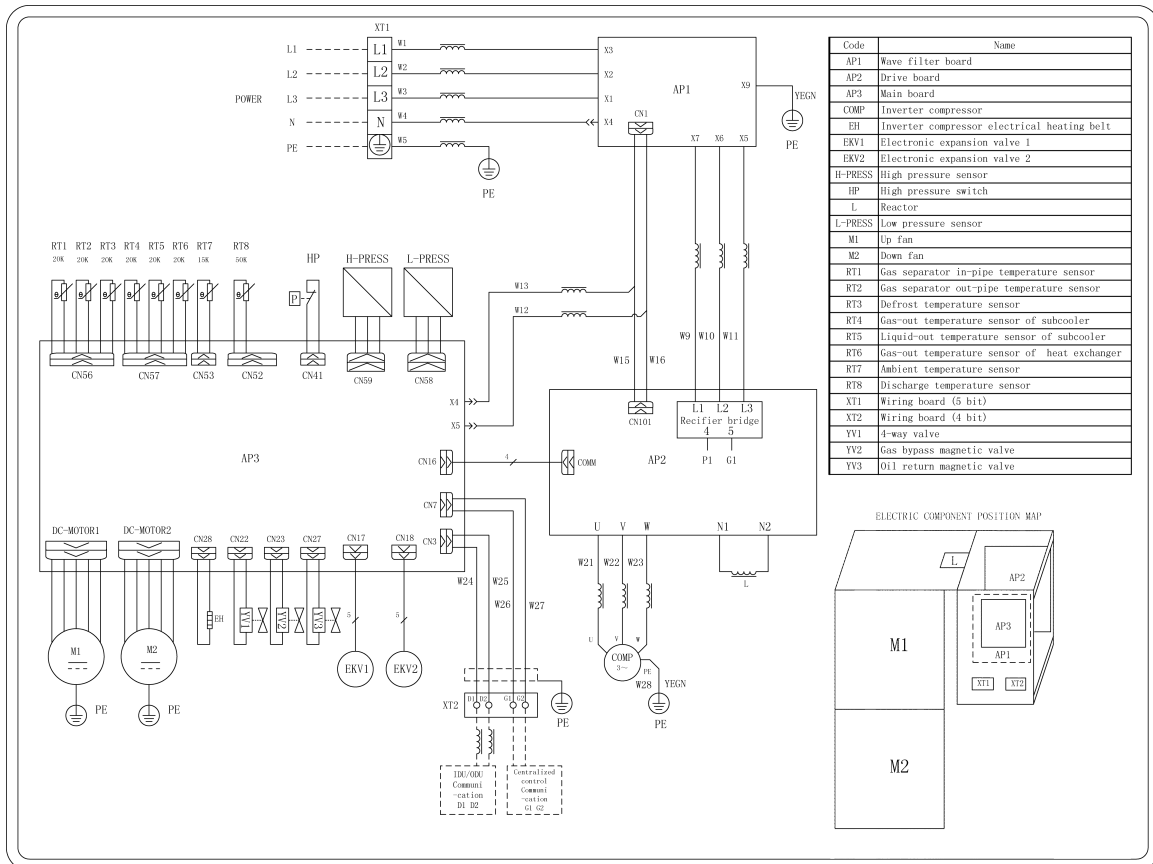 XT1
L1 L1 W1 X3
L2 L2 W2 X2
POWER L3 L3 W3 X1
N N W4 X4
PE W5
PE
AP1
CN1
X9
YEGN
PE
X7 X6 X5
RT1 RT2 RT3 RT4 RT5 RT6 RT7 RT8
20K 20K 20K 20K 20K 20K 15K 50K
HP H-PRESS L-PRESS
P
W13
W12
W15 W16
W9 W10 W11
CN56 CN57 CN53 CN52 CN41 CN59 CN58
X4
X5
AP3
CN16
4
COMM
CN7
CN3
CN101
L1 L2 L3
Rectifier bridge
4 5
P1 G1
AP2
U V W N1 N2
W21 W22 W23
L
U V W
COMP
3~
PE
W28 YEGN
PE
DC-MOTOR1 DC-MOTOR2 CN28 CN22 CN23 CN27 CN17 CN18
W24 W25
W26 W27
EH
YV1 YV2 YV3
5 5
M1 M2
EKV1 EKV2
PE PE
XT2
D1 D2 G1 G2
PE
IDU/ODU
Communi
-cation
D1 D2
Centralized
control
Communi
-cation
G1 G2
Code Name
AP1 Wave filter board
AP2 Drive board
AP3 Main board
COMP Inverter compressor
EH Inverter compressor electrical heating belt
EKV1 Electronic expansion valve 1
EKV2 Electronic expansion valve 2
H-PRESS High pressure sensor
HP High pressure switch
L Reactor
L-PRESS Low pressure sensor
M1 Up fan
M2 Down fan
RT1 Gas separator in-pipe temperature sensor
RT2 Gas separator out-pipe temperature sensor
RT3 Defrost temperature sensor
RT4 Gas-out temperature sensor of subcooler
RT5 Liquid-out temperature sensor of subcooler
RT6 Gas-out temperature sensor of heat exchanger
RT7 Ambient temperature sensor
RT8 Discharge temperature sensor
XT1 Wiring board (5 bit)
XT2 Wiring board (4 bit)
YV1 4-way valve
YV2 Gas bypass magnetic valve
YV3 Oil return magnetic valve
ELECTRIC COMPONENT POSITION MAP
L
AP2
AP3
AP1
XT1 XT2
M1
M2